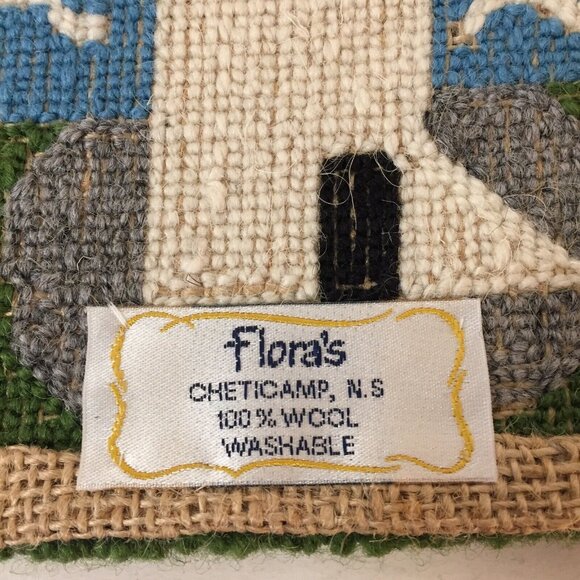 flora's
CHETICAMP, N.S
100% WOOL
WASHABLE